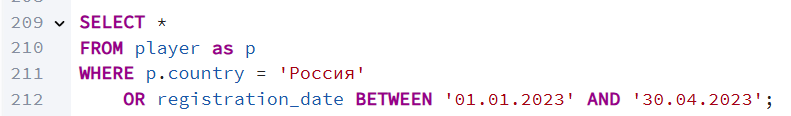 209 SELECT *
210 FROM player as p
211 WHERE p.country = 'Россия'
212 OR registration_date BETWEEN '01.01.2023' AND '30.04.2023';